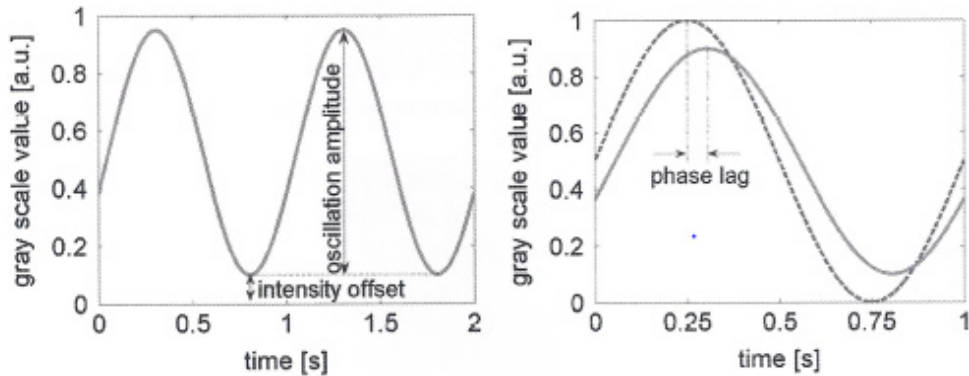 gray scale value [a.u.]
1
0.8
0.6
0.4
0.2
0
oscillation amplitude
intensity offset
0 0.5 1 1.5 2
time [s]
gray scale value [a.u.]
1
0.8
0.6
0.4
0.2
0
phase lag
0 0.25 0.5 0.75 1
time [s]